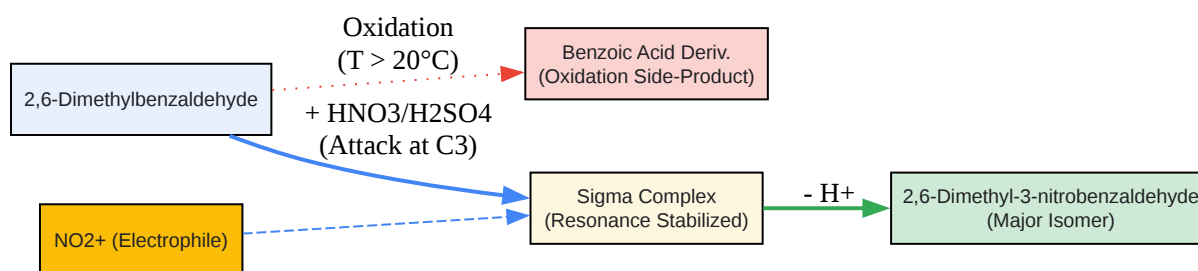 Oxidation
(T > 20°C)
Benzoic Acid Deriv.
(Oxidation Side-Product)
2,6-Dimethylbenzaldehyde
+ HNO3/H2SO4
(Attack at C3)
Sigma Complex
(Resonance Stabilized)
- H+
2,6-Dimethyl-3-nitrobenzaldehyde
(Major Isomer)
NO2+ (Electrophile)